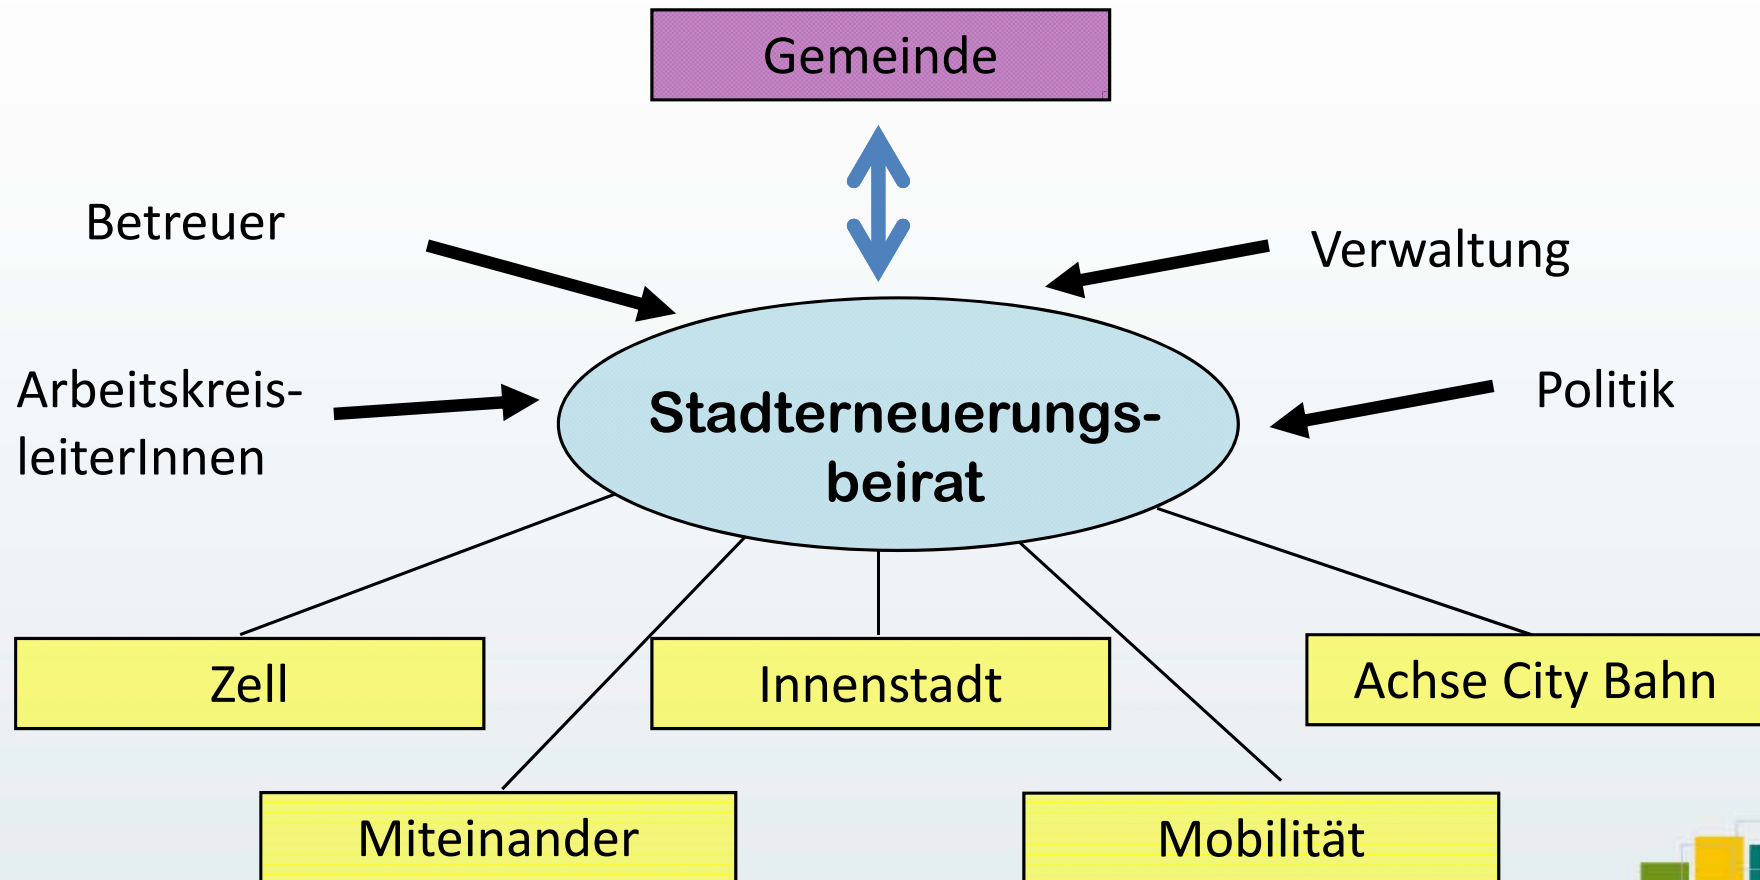 Gemeinde
Betreuer
Verwaltung
Arbeitskreis-
leiterInnen
Politik
Stadterneuerungs-
beirat
Zell
Innenstadt
Achse City Bahn
Miteinander
Mobilität